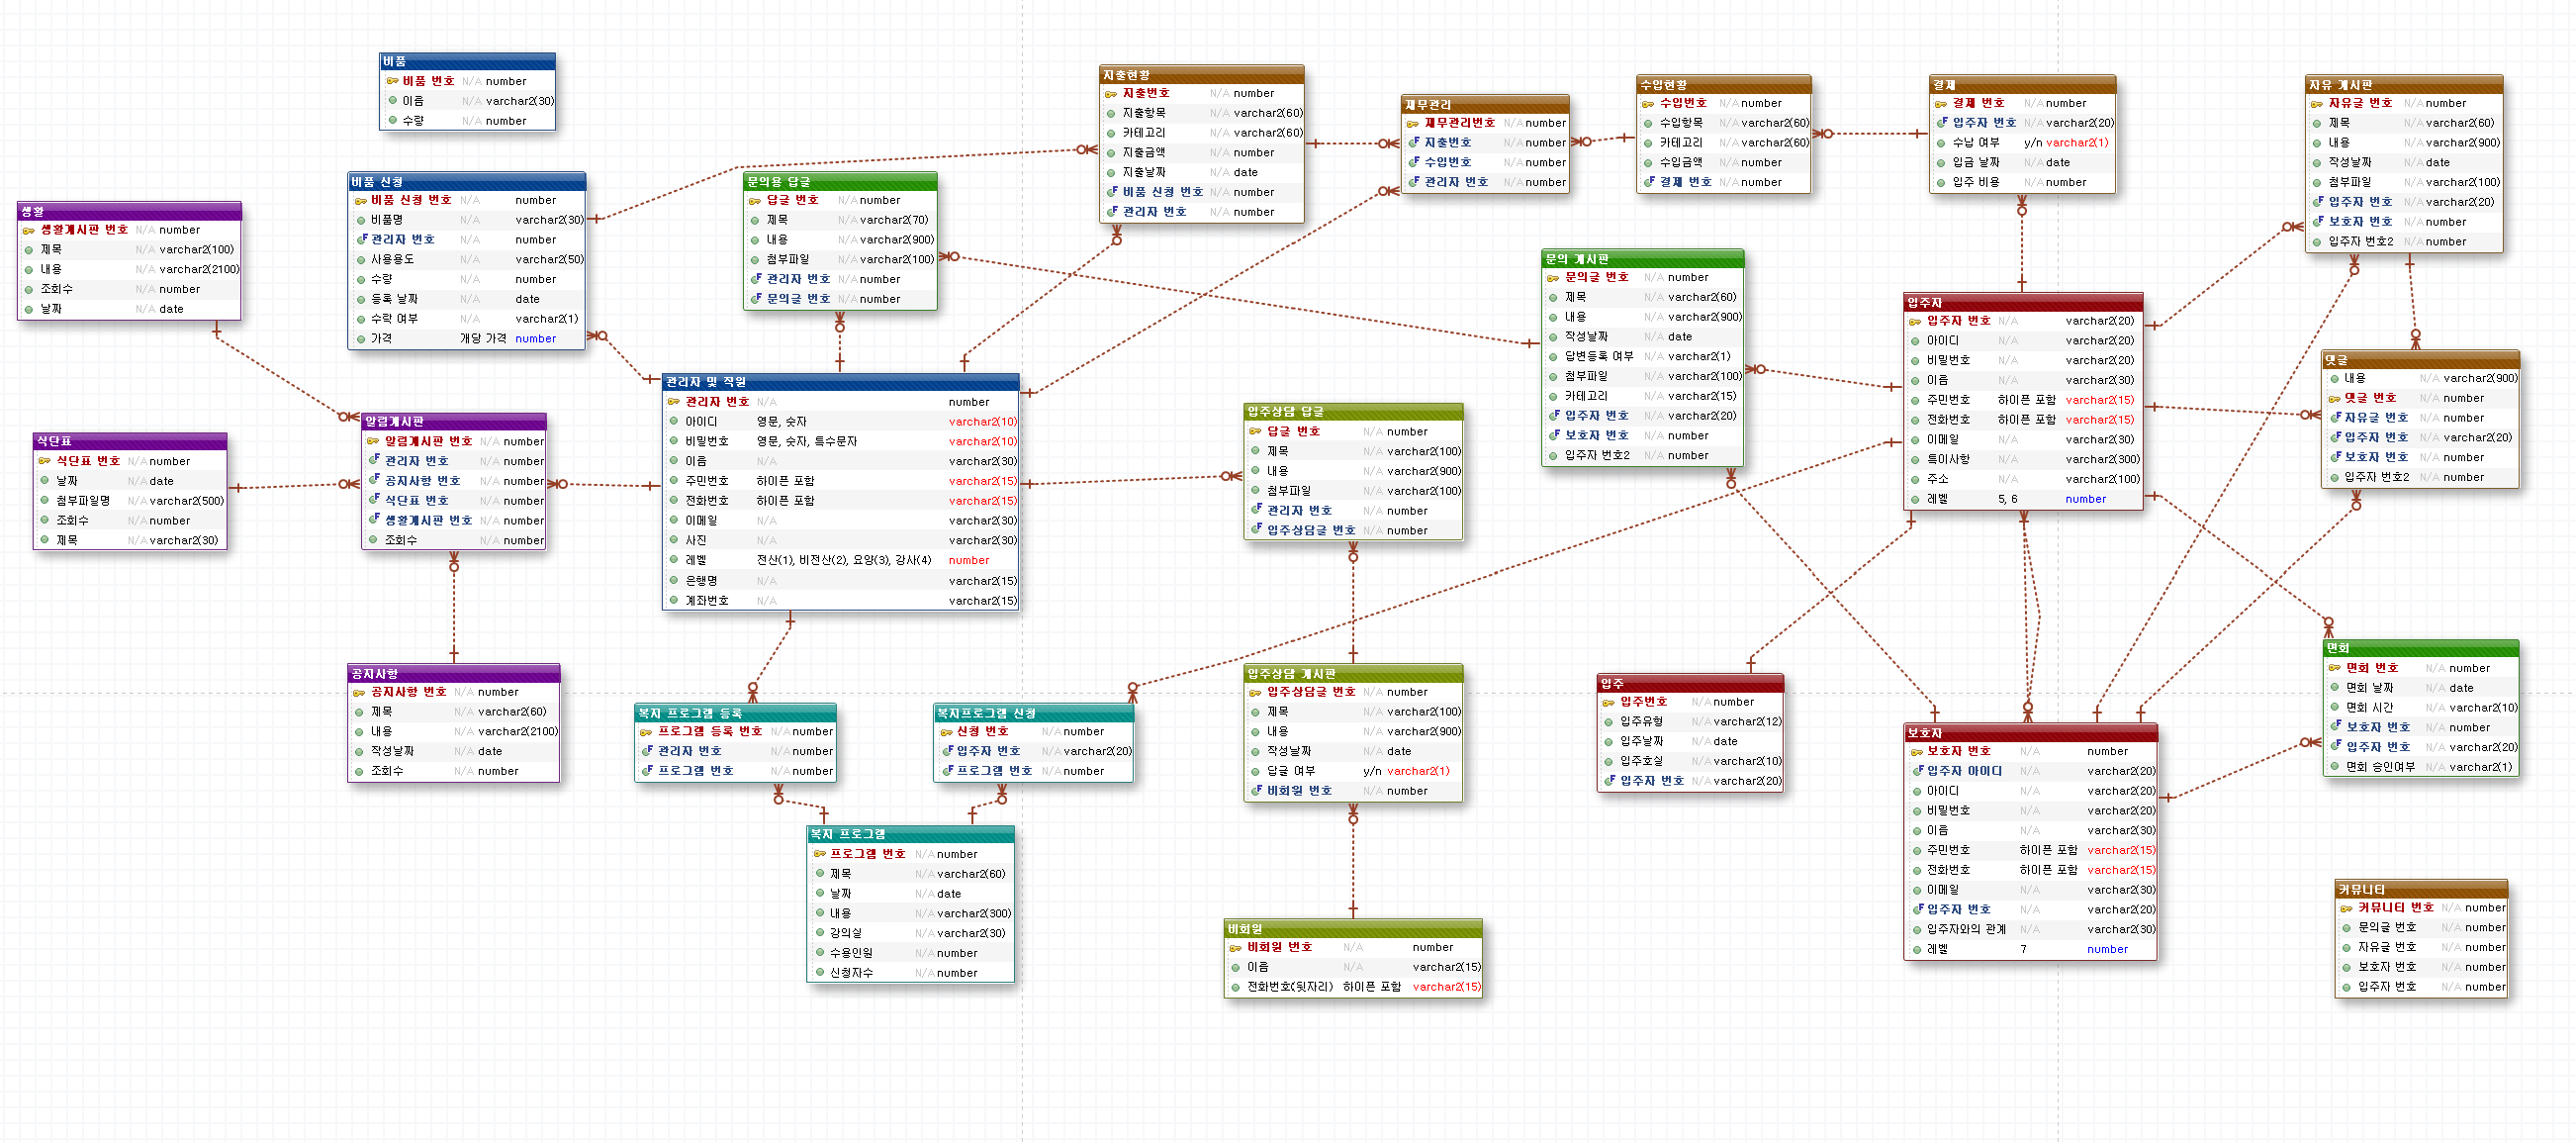 비품
비품 번호 N/A number
이름 N/A varchar2(30)
수량 N/A number
지출현황
지출번호 N/A number
지출항목 N/A varchar2(60)
카테고리 N/A varchar2(60)
지출금액 N/A number
지출날짜 N/A date
비품 신청 번호 N/A number
관리자 번호 N/A number
재무관리
재무관리번호 N/A number
지출번호 N/A number
수입번호 N/A number
관리자 번호 N/A number
수입현황
수입번호 N/A number
수입항목 N/A varchar2(60)
카테고리 N/A varchar2(60)
수입금액 N/A number
결제 번호 N/A number
결제
결제 번호 N/A number
입주자 번호 N/A varchar2(20)
수납 여부 y/n varchar2(1)
입금 날짜 N/A date
입주 비용 N/A number
자유 게시판
자유글 번호 N/A number
제목 N/A varchar2(60)
내용 N/A varchar2(900)
작성날짜 N/A date
첨부파일 N/A varchar2(100)
입주자 번호 N/A varchar2(20)
보호자 번호 N/A number
입주자 번호2 N/A number
비품 신청
비품 신청 번호 N/A number
비품명 N/A varchar2(30)
관리자 번호 N/A number
사용용도 N/A varchar2(50)
수량 N/A number
등록 날짜 N/A date
수락 여부 N/A varchar2(1)
가격 개당 가격 number
문의용 답글
답글 번호 N/A number
제목 N/A varchar2(70)
내용 N/A varchar2(900)
첨부파일 N/A varchar2(100)
관리자 번호 N/A number
문의글 번호 N/A number
생활
생활게시판 번호 N/A number
제목 N/A varchar2(100)
내용 N/A varchar2(2100)
조회수 N/A number
날짜 N/A date
문의 게시판
문의글 번호 N/A number
제목 N/A varchar2(60)
내용 N/A varchar2(900)
작성날짜 N/A date
답변등록 여부 N/A varchar2(1)
첨부파일 N/A varchar2(100)
카테고리 N/A varchar2(15)
입주자 번호 N/A varchar2(20)
보호자 번호 N/A number
입주자 번호2 N/A number
입주자
입주자 번호 N/A varchar2(20)
아이디 N/A varchar2(20)
비밀번호 N/A varchar2(20)
이름 N/A varchar2(30)
주민번호 하이픈 포함 varchar2(15)
전화번호 하이픈 포함 varchar2(15)
이메일 N/A varchar2(30)
특이사항 N/A varchar2(300)
주소 N/A varchar2(100)
레벨 5, 6 number
댓글
내용 N/A varchar2(900)
댓글 번호 N/A number
자유글 번호 N/A number
입주자 번호 N/A varchar2(20)
보호자 번호 N/A number
입주자 번호2 N/A number
관리자 및 직원
관리자 번호 N/A number
아이디 영문, 숫자 varchar2(10)
비밀번호 영문, 숫자, 특수문자 varchar2(10)
이름 N/A varchar2(30)
주민번호 하이픈 포함 varchar2(15)
전화번호 하이픈 포함 varchar2(15)
이메일 N/A varchar2(30)
사진 N/A varchar2(30)
레벨 전산(1), 비전산(2), 요양(3), 강사(4) number
은행명 N/A varchar2(15)
계좌번호 N/A varchar2(15)
알림게시판
알림게시판 번호 N/A number
관리자 번호 N/A number
공지사항 번호 N/A number
식단표 번호 N/A number
생활게시판 번호 N/A number
조회수 N/A number
식단표
식단표 번호 N/A number
날짜 N/A date
첨부파일명 N/A varchar2(500)
조회수 N/A number
제목 N/A varchar2(30)
입주상담 답글
답글 번호 N/A number
제목 N/A varchar2(100)
내용 N/A varchar2(900)
첨부파일 N/A varchar2(100)
관리자 번호 N/A number
입주상담글 번호 N/A number
공지사항
공지사항 번호 N/A number
제목 N/A varchar2(60)
내용 N/A varchar2(2100)
작성날짜 N/A date
조회수 N/A number
복지 프로그램 등록
프로그램 등록 번호 N/A number
관리자 번호 N/A number
프로그램 번호 N/A number
복지프로그램 신청
신청 번호 N/A number
입주자 번호 N/A varchar2(20)
프로그램 번호 N/A number
입주상담 게시판
입주상담글 번호 N/A number
제목 N/A varchar2(100)
내용 N/A varchar2(900)
작성날짜 N/A date
답글 여부 y/n varchar2(1)
비회원 번호 N/A number
입주
입주번호 N/A number
입주유형 N/A varchar2(12)
입주날짜 N/A date
입주호실 N/A varchar2(10)
입주자 번호 N/A varchar2(20)
면회
면회 번호 N/A number
면회 날짜 N/A date
면회 시간 N/A varchar2(10)
보호자 번호 N/A number
입주자 번호 N/A varchar2(20)
면회 승인여부 N/A varchar2(1)
보호자
보호자 번호 N/A number
입주자 아이디 N/A varchar2(20)
아이디 N/A varchar2(20)
비밀번호 N/A varchar2(20)
이름 N/A varchar2(30)
주민번호 하이픈 포함 varchar2(15)
전화번호 하이픈 포함 varchar2(15)
이메일 N/A varchar2(30)
입주자 번호 N/A varchar2(20)
입주자와의 관계 N/A varchar2(30)
레벨 7 number
복지 프로그램
프로그램 번호 N/A number
제목 N/A varchar2(60)
날짜 N/A date
내용 N/A varchar2(300)
강의실 N/A varchar2(30)
수용인원 N/A number
신청자수 N/A number
비회원
비회원 번호 N/A number
이름 N/A varchar2(15)
전화번호(뒷자리) 하이픈 포함 varchar2(15)
커뮤니티
커뮤니티 번호 N/A number
문의글 번호 N/A number
자유글 번호 N/A number
보호자 번호 N/A number
입주자 번호 N/A number